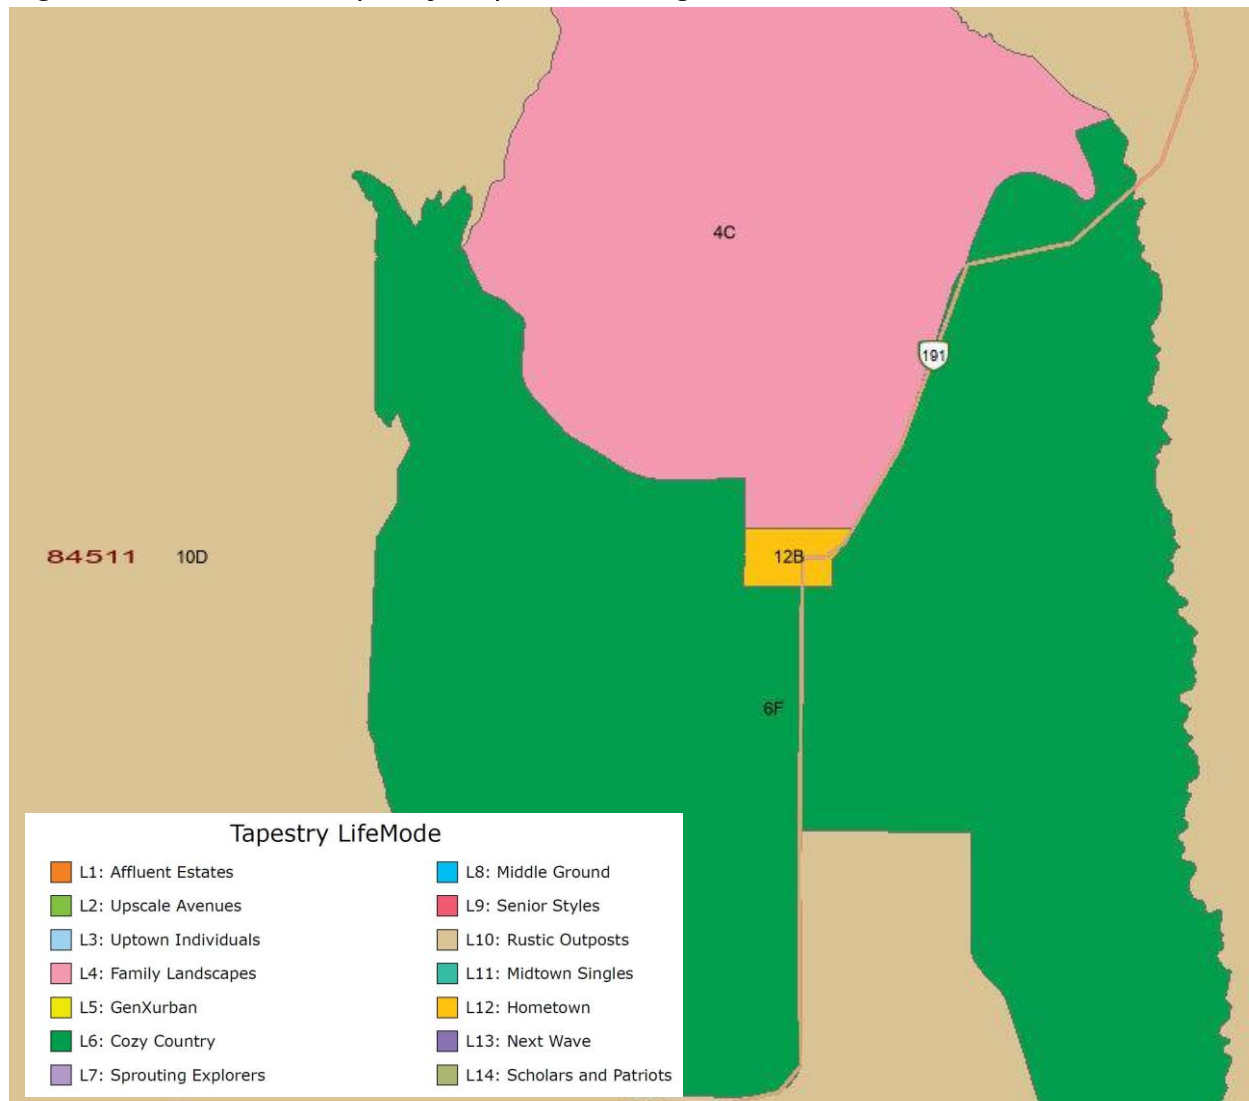 4C
191
12B
84511 10D
6F
Tapestry LifeMode
L1: Affluent Estates
L2: Upscale Avenues
L3: Uptown Individuals
L4: Family Landscapes
L5: GenXurban
L6: Cozy Country
L7: Sprouting Explorers
L8: Middle Ground
L9: Senior Styles
L10: Rustic Outposts
L11: Midtown Singles
L12: Hometown
L13: Next Wave
L14: Scholars and Patriots